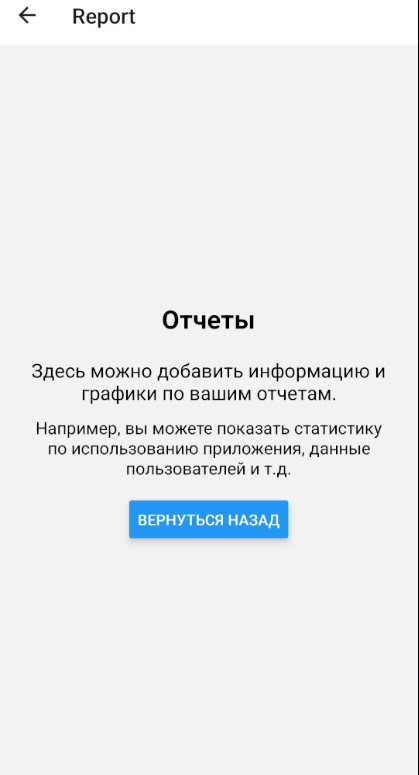 Report
Отчеты
Здесь можно добавить информацию и
графики по вашим отчетам.
Например, вы можете показать статистику
по использованию приложения, данные
пользователей и т.д.
ВЕРНУТЬСЯ НАЗАД